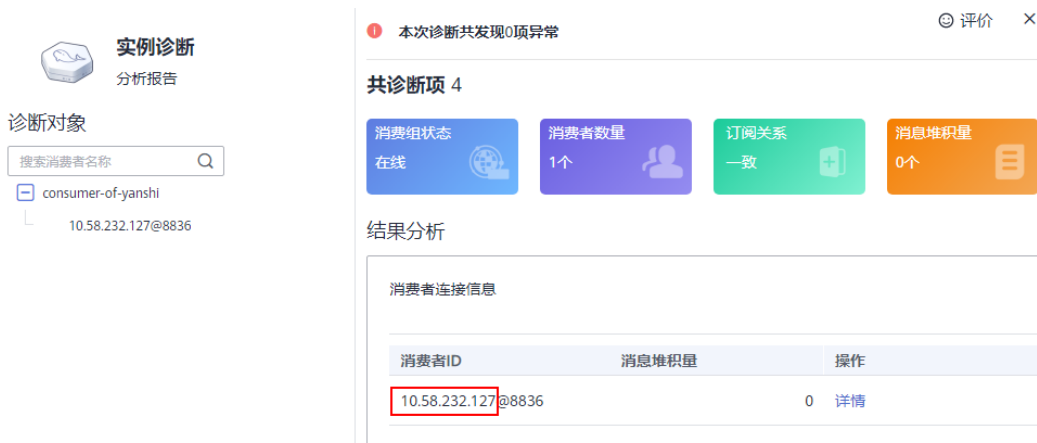 实例诊断
分析报告
诊断对象
搜索消费者名称
consumer-of-yanshi
10.58.232.127@8836
本次诊断共发现0项异常
评价
共诊断项 4
消费组状态
在线
消费者数量
1个
订阅关系
一致
消息堆积量
0个
结果分析
消费者连接信息
消费者ID 消息堆积量 操作
10.58.232.127@8836 0 详情